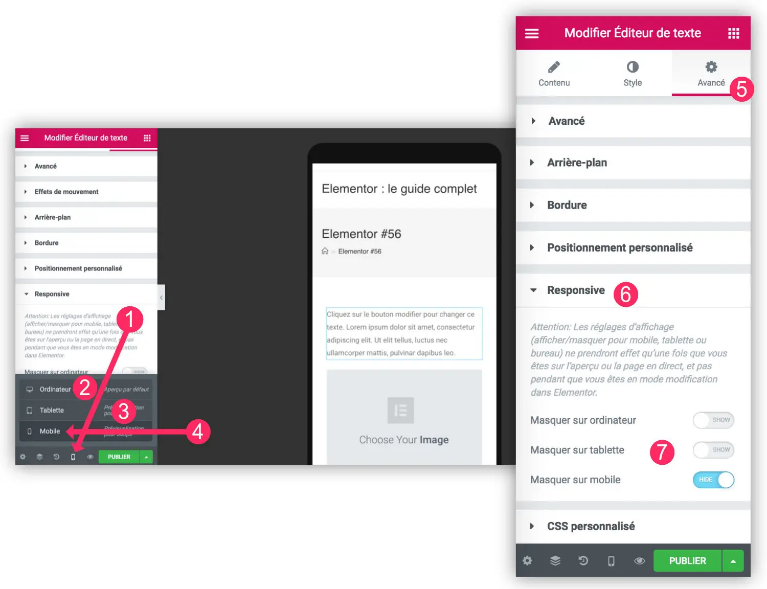 Modifier Éditeur de texte
Avancé
Effets de mouvement
Arrière-plan
Bordure
Positionnement personnalisé
Responsive
1
Attention: Les réglages d'affichage
(afficher/masquer pour mobile,
bureau) ne prendront effet qu'une fois que vous
êtes sur l'aperçu ou la page en direct,
pendant que vous êtes en mode modification
dans Elementor.
Masquer sur ordinateur
SHOW
Ordinateur
2
Aperçu par défaut
Tablette
3
Mobile
4
PUBLIER
Elementor : le guide complet
Elementor #56
Elementor #56
Cliquez sur le bouton modifier pour changer ce
texte. Lorem ipsum dolor sit amet, consectetur
adipiscing elit. Ut elit tellus, luctus nec
ullamcorper mattis, pulvinar dapibus leo.
Choose Your Image
Modifier Éditeur de texte
Contenu
Style
Avancé
5
Avancé
Arrière-plan
Bordure
Positionnement personnalisé
Responsive
6
Attention: Les réglages d'affichage
(afficher/masquer pour mobile, tablette ou
bureau) ne prendront effet qu'une fois que vous
êtes sur l'aperçu ou la page en direct, et pas
pendant que vous êtes en mode modification
dans Elementor.
Masquer sur ordinateur
SHOW
Masquer sur tablette
7
SHOW
Masquer sur mobile
HIDE
CSS personnalisé
PUBLIER